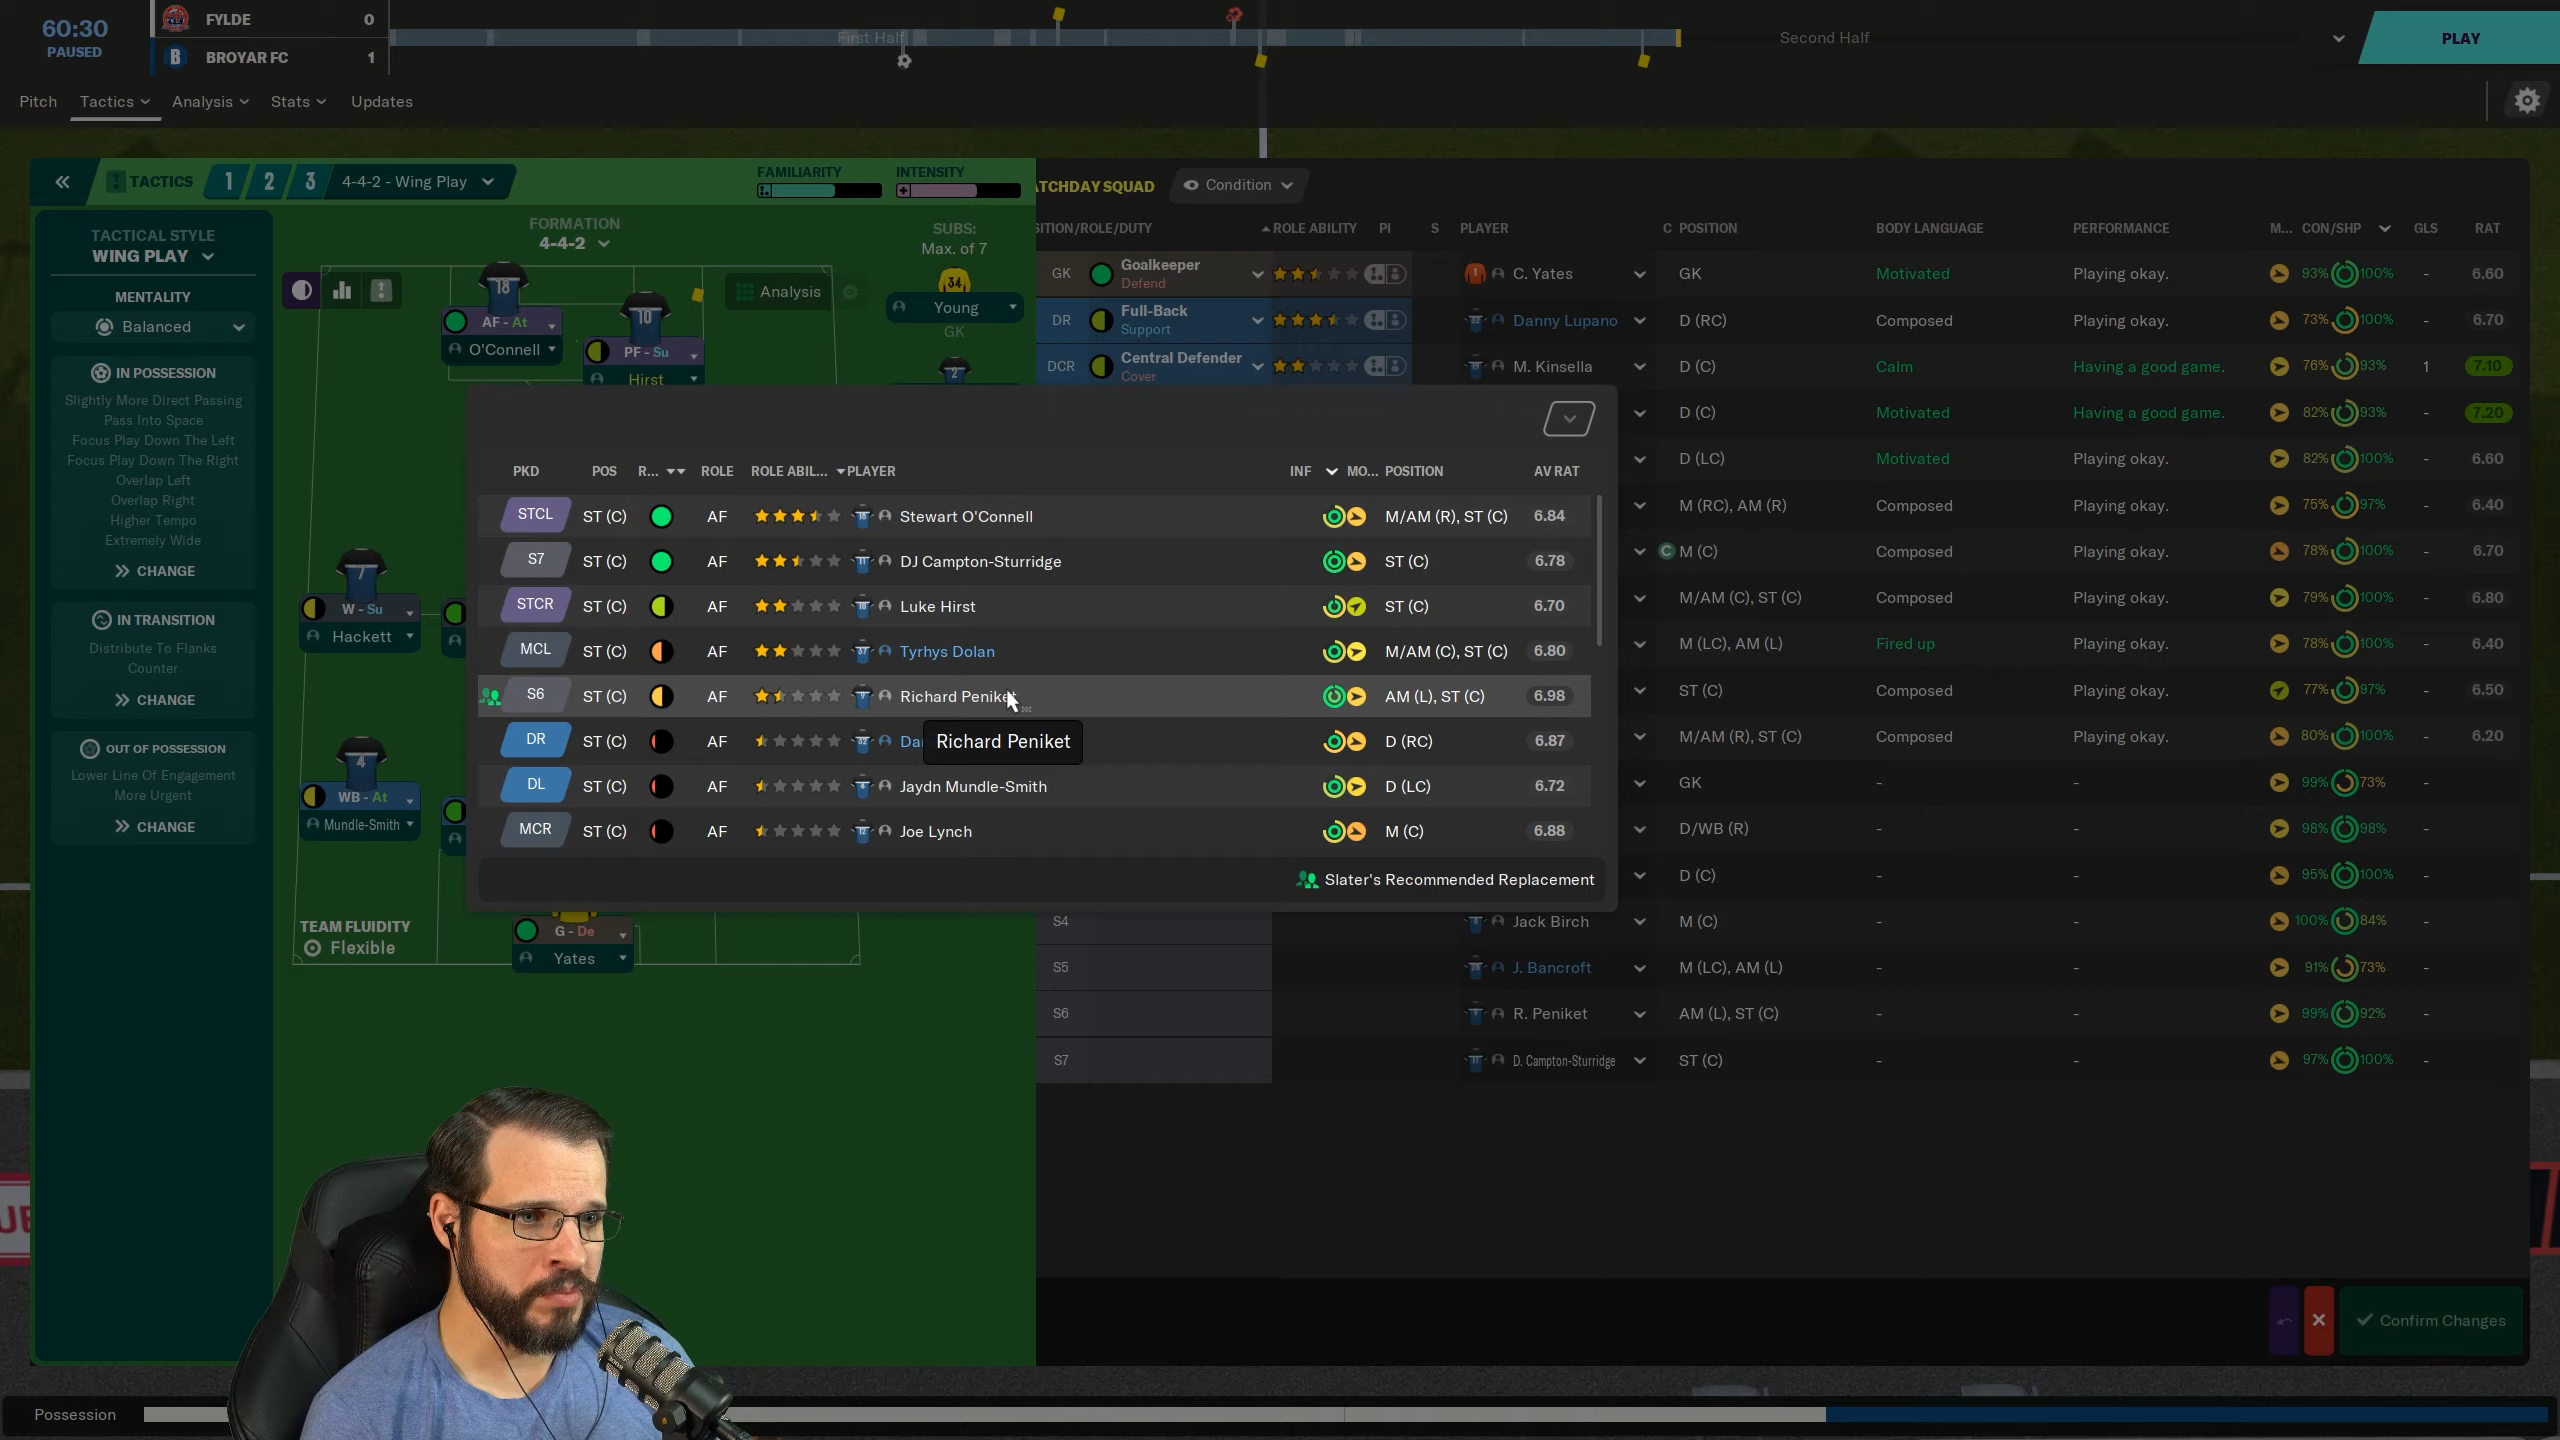 60:30
PAUSED
FYLDE 0
BROYAR FC 1
First Half
Second Half
PLAY
Pitch Tactics Analysis Stats Updates
TACTICS 1 2 3 4-4-2 - Wing Play
FAMILIARITY
INTENSITY
TACTICAL STYLE
WING PLAY
MENTALITY
Balanced
IN POSSESSION
Slightly More Direct Passing
Pass Into Space
Focus Play Down The Left
Focus Play Down The Right
Overlap Left
Overlap Right
Higher Tempo
Extremely Wide
CHANGE
IN TRANSITION
Distribute To Flanks
Counter
CHANGE
OUT OF POSSESSION
Lower Line Of Engagement
More Urgent
CHANGE
FORMATION
4-4-2
SUBS:
Max. of 7
Analysis
34
Young
GK
2
18
AF - At
O'Connell
10
PF - Su
Hirst
7
W - Su
Hackett
4
WB - At
Mundle-Smith
G - De
Yates
TEAM FLUIDITY
Flexible
ATCHDAY SQUAD Condition
SITION/ROLE/DUTY ROLE ABILITY PI S PLAYER C POSITION BODY LANGUAGE PERFORMANCE M... CON/SHP GLS RAT
GK Goalkeeper Defend C. Yates GK Motivated Playing okay. 93% 100% - 6.60
DR Full-Back Support Danny Lupano D (RC) Composed Playing okay. 73% 100% - 6.70
DCR Central Defender Cover M. Kinsella D (C) Calm Having a good game. 76% 93% 1 7.10
D (C) Motivated Having a good game. 82% 93% - 7.20
D (LC) Motivated Playing okay. 82% 100% - 6.60
M (RC), AM (R) Composed Playing okay. 75% 97% - 6.40
C M (C) Composed Playing okay. 78% 100% - 6.70
M/AM (C), ST (C) Composed Playing okay. 79% 100% - 6.80
M (LC), AM (L) Fired up Playing okay. 78% 100% - 6.40
ST (C) Composed Playing okay. 77% 97% - 6.50
M/AM (R), ST (C) Composed Playing okay. 80% 100% - 6.20
GK - - 99% 73% -
D/WB (R) - - 98% 98% -
D (C) - - 95% 100% -
S4 Jack Birch M (C) - - 100% 84% -
S5 J. Bancroft M (LC), AM (L) - - 91% 73% -
S6 R. Peniket AM (L), ST (C) - - 99% 92% -
S7 D. Campton-Sturridge ST (C) - - 97% 100% -
PKD POS R... ROLE ROLE ABIL... PLAYER INF MO... POSITION AV RAT
STCL ST (C) AF Stewart O'Connell M/AM (R), ST (C) 6.84
S7 ST (C) AF DJ Campton-Sturridge ST (C) 6.78
STCR ST (C) AF Luke Hirst ST (C) 6.70
MCL ST (C) AF Tyrhys Dolan M/AM (C), ST (C) 6.80
S6 ST (C) AF Richard Peniket AM (L), ST (C) 6.98
DR ST (C) AF Da D (RC) 6.87
Richard Peniket
DL ST (C) AF Jaydn Mundle-Smith D (LC) 6.72
MCR ST (C) AF Joe Lynch M (C) 6.88
Slater's Recommended Replacement
Confirm Changes
Possession